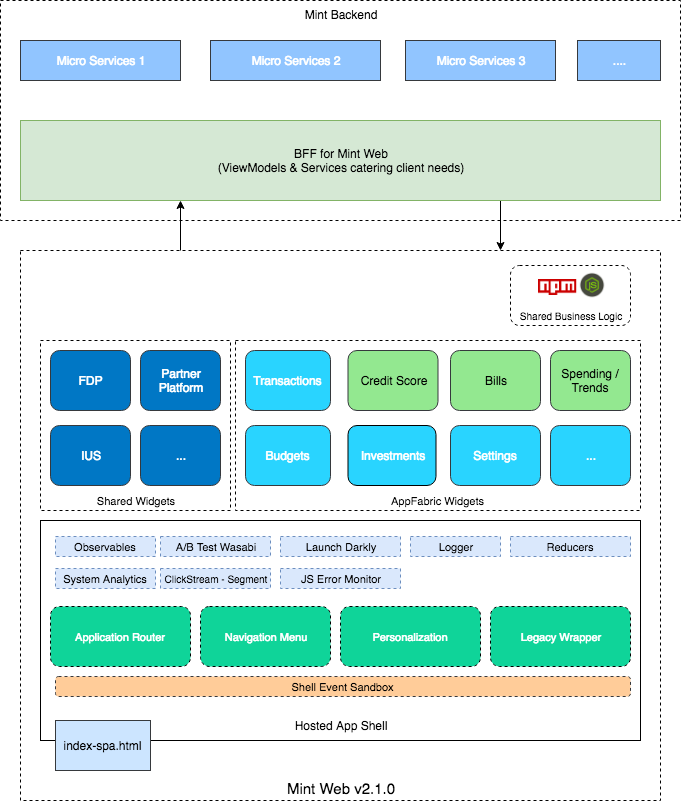 Mint Backend
Micro Services 1
Micro Services 2
Micro Services 3
....
BFF for Mint Web
(ViewModels & Services catering client needs)
npm
JS
Shared Business Logic
FDP
Partner
Platform
Transactions
Credit Score
Bills
Spending /
Trends
IUS
...
Budgets
Investments
Settings
...
Shared Widgets
AppFabric Widgets
Observables
A/B Test Wasabi
Launch Darkly
Logger
Reducers
System Analytics
ClickStream - Segment
JS Error Monitor
Application Router
Navigation Menu
Personalization
Legacy Wrapper
Shell Event Sandbox
Hosted App Shell
index-spa.html
Mint Web v2.1.0